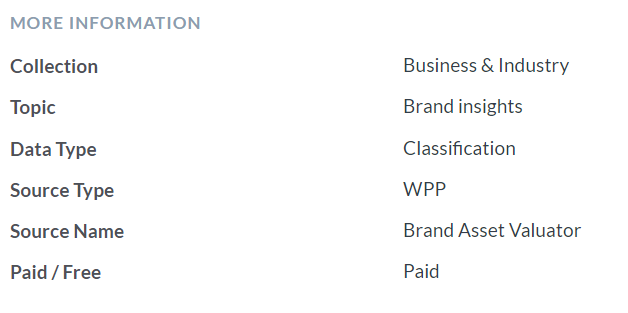 MORE INFORMATION
Collection Business & Industry
Topic Brand insights
Data Type Classification
Source Type WPP
Source Name Brand Asset Valuator
Paid / Free Paid